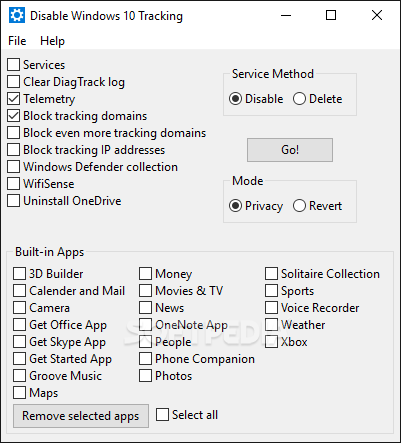 Disable Windows 10 Tracking
File Help
Services
Clear DiagTrack log
Telemetry
Block tracking domains
Block even more tracking domains
Block tracking IP addresses
Windows Defender collection
WifiSense
Uninstall OneDrive
Service Method
Disable Delete
Go!
Mode
Privacy Revert
Built-in Apps
3D Builder Money Solitaire Collection
Calender and Mail Movies & TV Sports
Camera News Voice Recorder
Get Office App OneNote App Weather
Get Skype App People Xbox
Get Started App Phone Companion
Groove Music Photos
Maps
Remove selected apps Select all
SOFTPEDIA